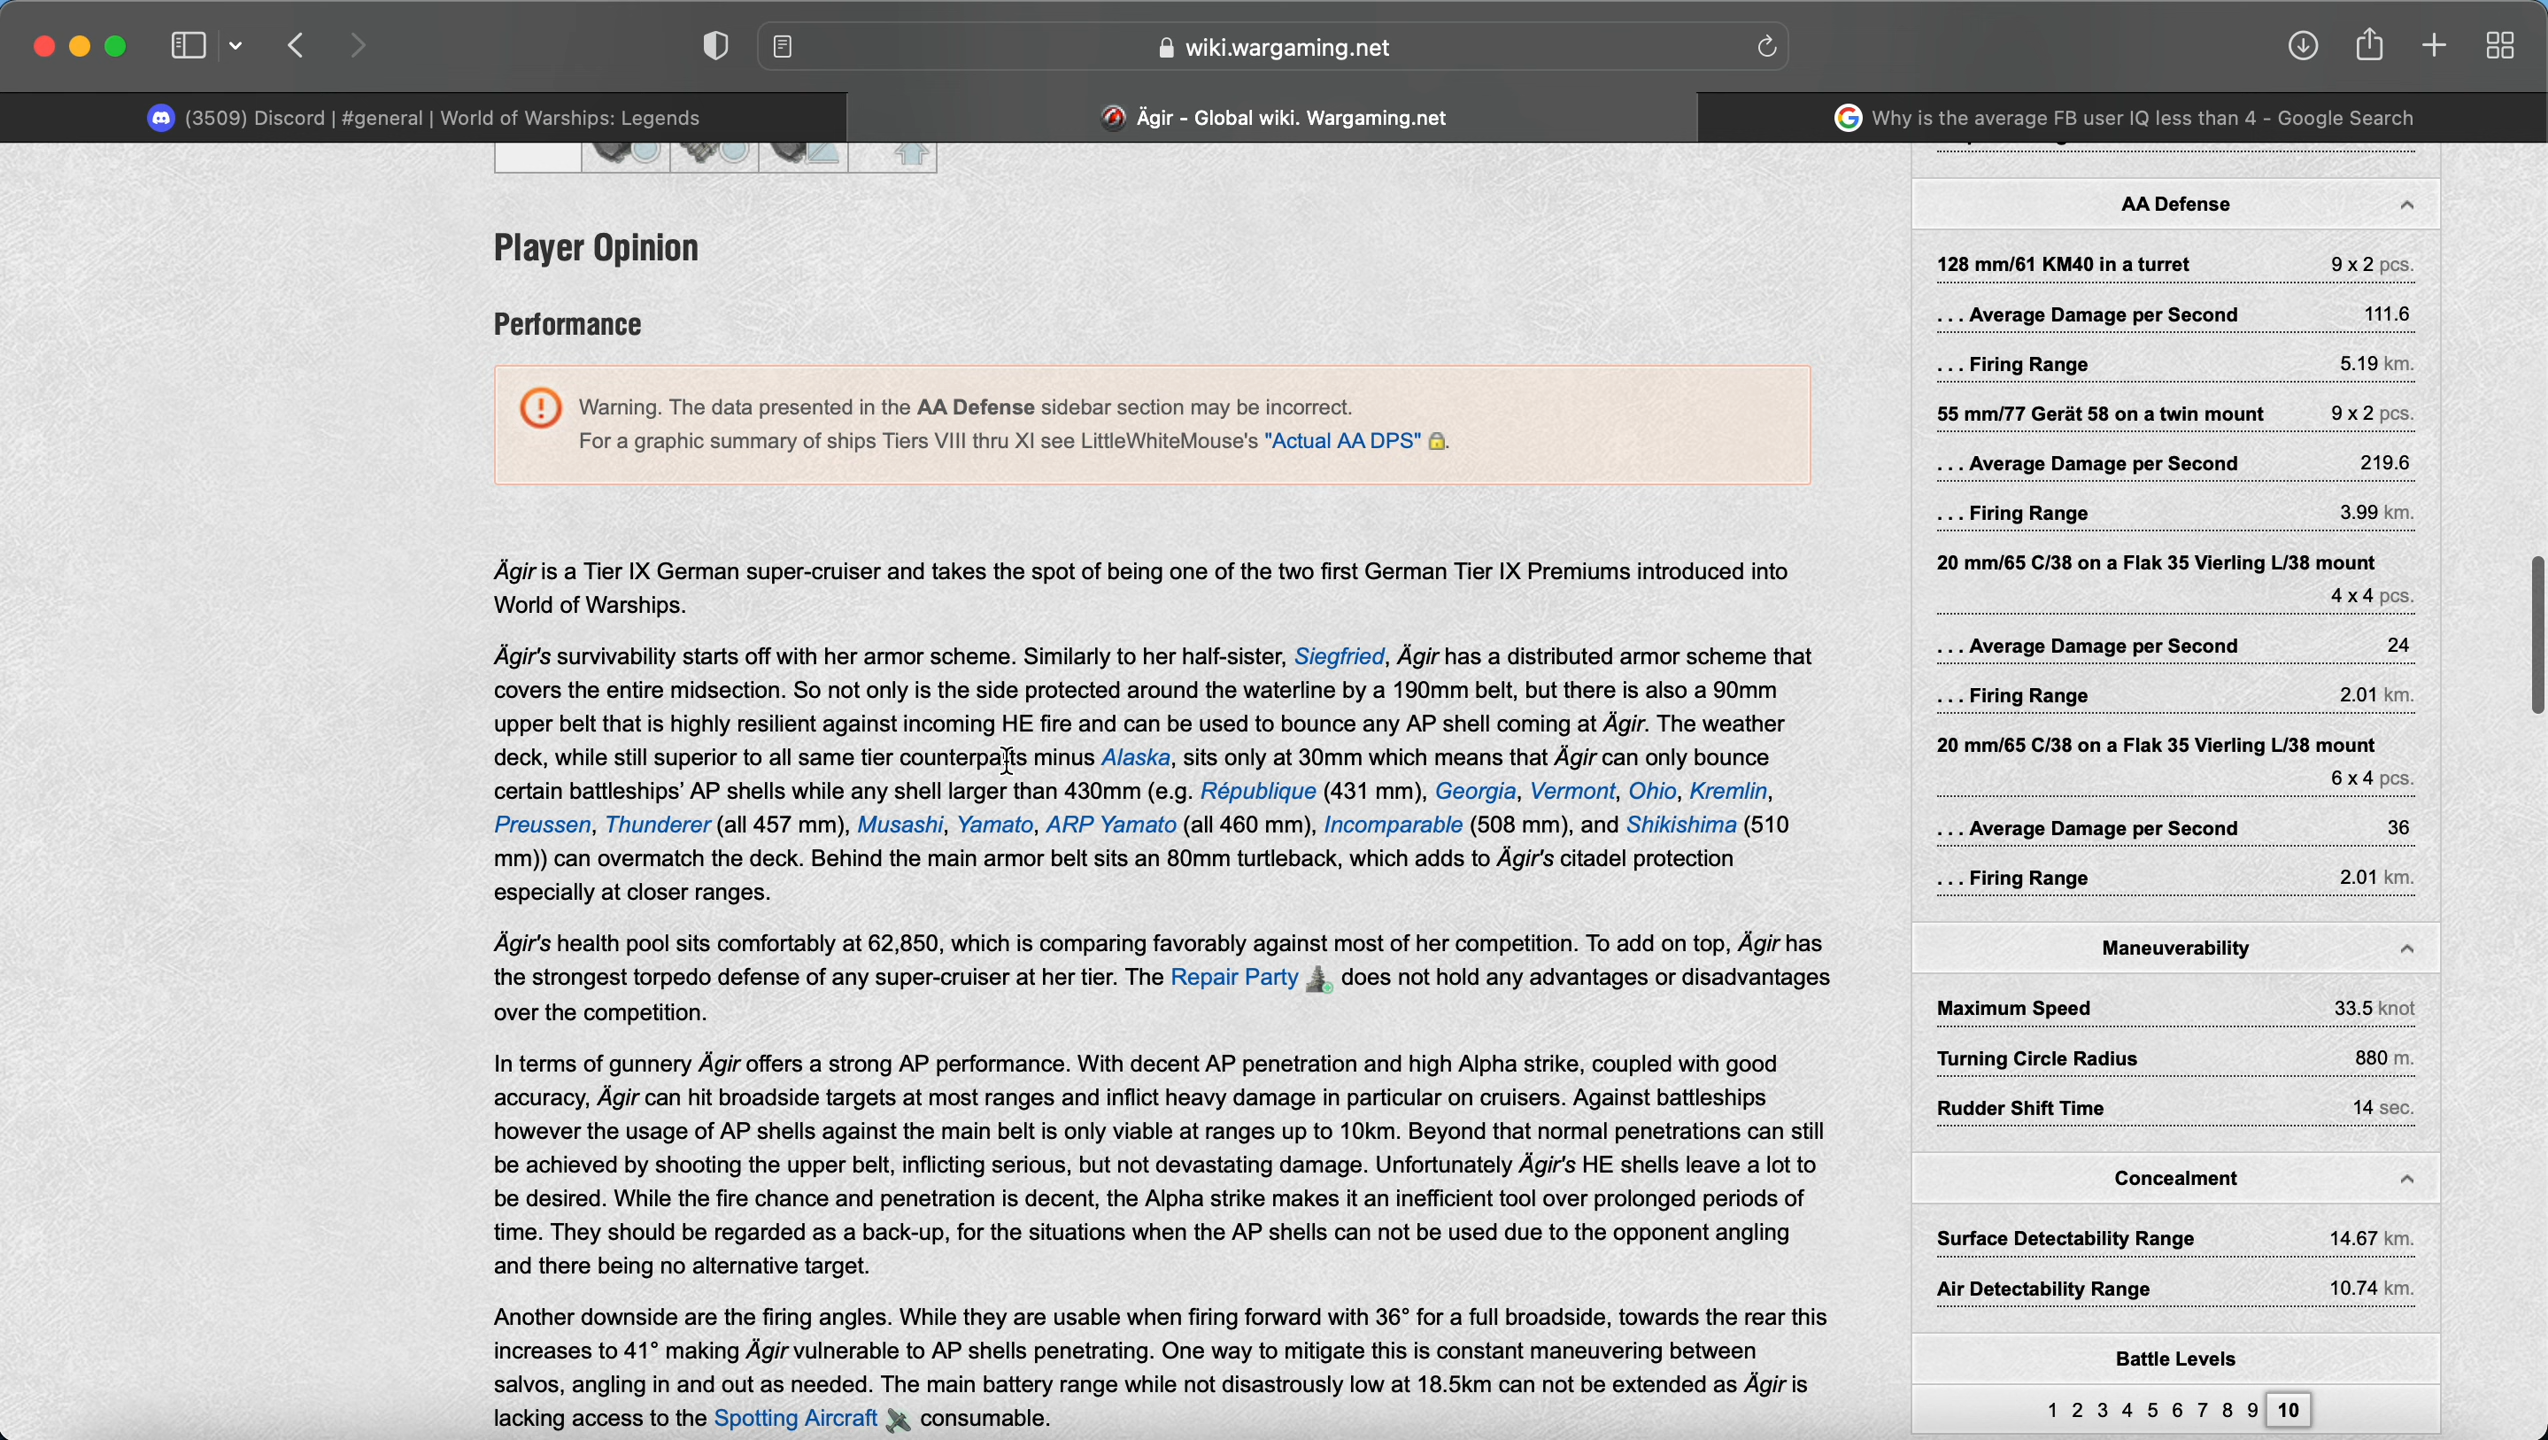 wiki.wargaming.net
(3509) Discord | #general | World of Warships: Legends
Ägir - Global wiki. Wargaming.net
Why is the average FB user IQ less than 4 - Google Search
Player Opinion
Performance
Warning. The data presented in the AA Defense sidebar section may be incorrect.
For a graphic summary of ships Tiers VIII thru XI see LittleWhiteMouse's "Actual AA DPS" .
Ägir is a Tier IX German super-cruiser and takes the spot of being one of the two first German Tier IX Premiums introduced into
World of Warships.
Ägir's survivability starts off with her armor scheme. Similarly to her half-sister, Siegfried, Ägir has a distributed armor scheme that
covers the entire midsection. So not only is the side protected around the waterline by a 190mm belt, but there is also a 90mm
upper belt that is highly resilient against incoming HE fire and can be used to bounce any AP shell coming at Ägir. The weather
deck, while still superior to all same tier counterparts minus Alaska, sits only at 30mm which means that Ägir can only bounce
certain battleships’ AP shells while any shell larger than 430mm (e.g. République (431 mm), Georgia, Vermont, Ohio, Kremlin,
Preussen, Thunderer (all 457 mm), Musashi, Yamato, ARP Yamato (all 460 mm), Incomparable (508 mm), and Shikishima (510
mm)) can overmatch the deck. Behind the main armor belt sits an 80mm turtleback, which adds to Ägir's citadel protection
especially at closer ranges.
Ägir's health pool sits comfortably at 62,850, which is comparing favorably against most of her competition. To add on top, Ägir has
the strongest torpedo defense of any super-cruiser at her tier. The Repair Party does not hold any advantages or disadvantages
over the competition.
In terms of gunnery Ägir offers a strong AP performance. With decent AP penetration and high Alpha strike, coupled with good
accuracy, Ägir can hit broadside targets at most ranges and inflict heavy damage in particular on cruisers. Against battleships
however the usage of AP shells against the main belt is only viable at ranges up to 10km. Beyond that normal penetrations can still
be achieved by shooting the upper belt, inflicting serious, but not devastating damage. Unfortunately Ägir's HE shells leave a lot to
be desired. While the fire chance and penetration is decent, the Alpha strike makes it an inefficient tool over prolonged periods of
time. They should be regarded as a back-up, for the situations when the AP shells can not be used due to the opponent angling
and there being no alternative target.
Another downside are the firing angles. While they are usable when firing forward with 36° for a full broadside, towards the rear this
increases to 41° making Ägir vulnerable to AP shells penetrating. One way to mitigate this is constant maneuvering between
salvos, angling in and out as needed. The main battery range while not disastrously low at 18.5km can not be extended as Ägir is
lacking access to the Spotting Aircraft consumable.
AA Defense
128 mm/61 KM40 in a turret 9 x 2 pcs.
. . . Average Damage per Second 111.6
. . . Firing Range 5.19 km.
55 mm/77 Gerät 58 on a twin mount 9 x 2 pcs.
. . . Average Damage per Second 219.6
. . . Firing Range 3.99 km.
20 mm/65 C/38 on a Flak 35 Vierling L/38 mount
4 x 4 pcs.
. . . Average Damage per Second 24
. . . Firing Range 2.01 km.
20 mm/65 C/38 on a Flak 35 Vierling L/38 mount
6 x 4 pcs.
. . . Average Damage per Second 36
. . . Firing Range 2.01 km.
Maneuverability
Maximum Speed 33.5 knot
Turning Circle Radius 880 m.
Rudder Shift Time 14 sec.
Concealment
Surface Detectability Range 14.67 km.
Air Detectability Range 10.74 km.
Battle Levels
1 2 3 4 5 6 7 8 9 10